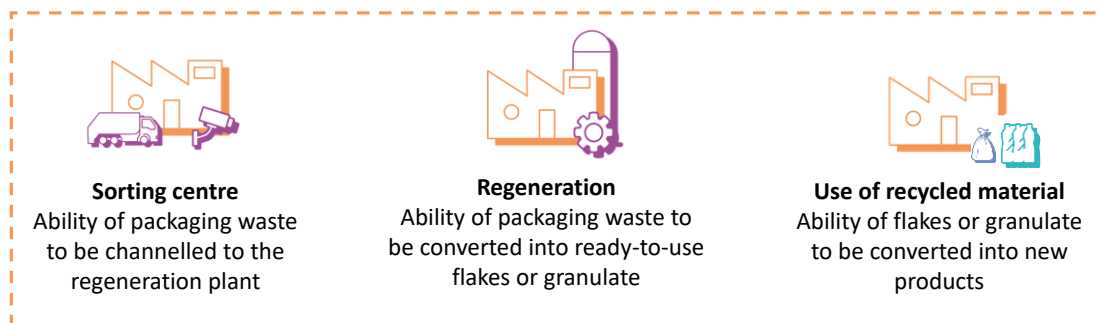 Sorting centre
Ability of packaging waste
to be channelled to the
regeneration plant
Regeneration
Ability of packaging waste to
be converted into ready-to-use
flakes or granulate
Use of recycled material
Ability of flakes or granulate
to be converted into new
products